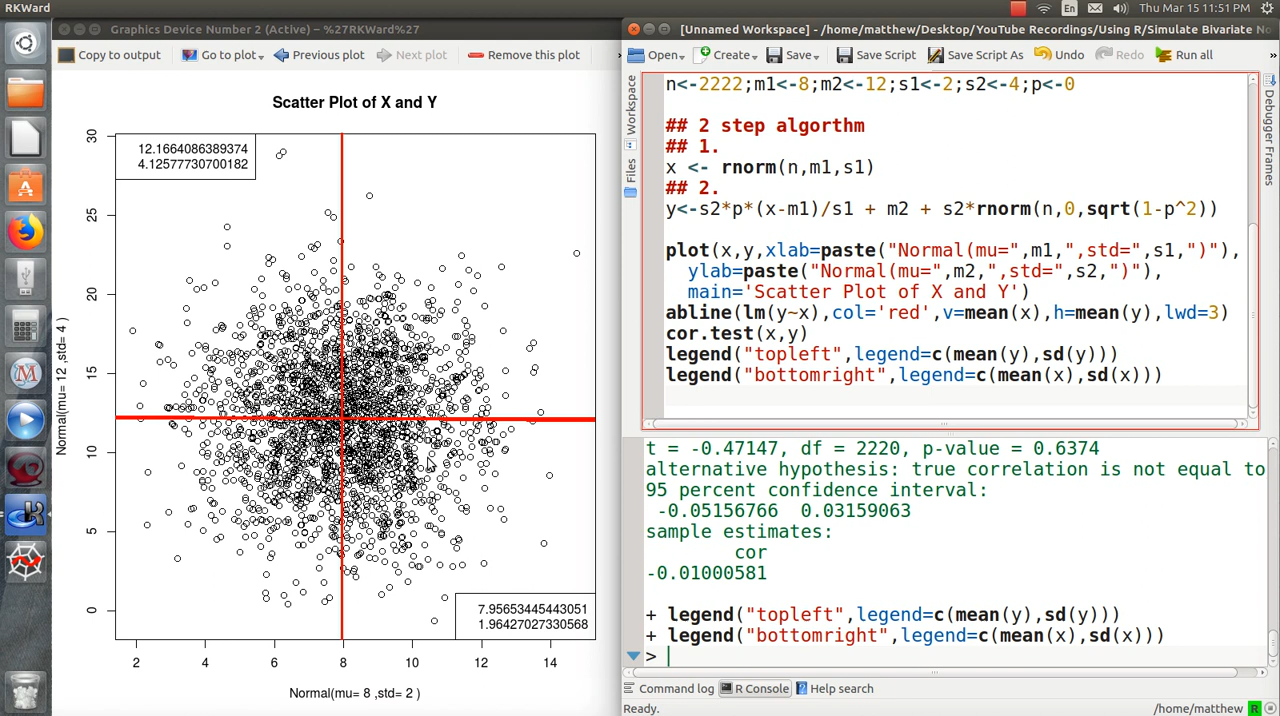 RKWard
En
Thu Mar 15 11:51 PM
Graphics Device Number 2 (Active) – %27RKWard%27
[Unnamed Workspace] - /home/matthew/Desktop/YouTube Recordings/Using R/Simulate Bivariate No
Copy to output
Go to plot
Previous plot
Next plot
Remove this plot
Open
Create
Save
Save Script
Save Script As
Undo
Redo
Run all
Workspace
Files
Debugger Frames
Scatter Plot of X and Y
12.1664086389374
4.12577730700182
30
25
20
15
10
5
0
Normal(mu= 12 ,std= 4 )
7.95653445443051
1.96427027330568
2
4
6
8
10
12
14
Normal(mu= 8 ,std= 2 )
n<-2222;m1<-8;m2<-12;s1<-2;s2<-4;p<-0
## 2 step algorthm
## 1.
x <- rnorm(n,m1,s1)
## 2.
y<-s2*p*(x-m1)/s1 + m2 + s2*rnorm(n,0,sqrt(1-p^2))
plot(x,y,xlab=paste("Normal(mu=",m1,",std=",s1,")"),
ylab=paste("Normal(mu=",m2,",std=",s2,")"),
main='Scatter Plot of X and Y')
abline(lm(y~x),col='red',v=mean(x),h=mean(y),lwd=3)
cor.test(x,y)
legend("topleft",legend=c(mean(y),sd(y)))
legend("bottomright",legend=c(mean(x),sd(x)))
t = -0.47147, df = 2220, p-value = 0.6374
alternative hypothesis: true correlation is not equal to
95 percent confidence interval:
-0.05156766 0.03159063
sample estimates:
cor
-0.01000581
+ legend("topleft",legend=c(mean(y),sd(y)))
+ legend("bottomright",legend=c(mean(x),sd(x)))
>
Command log
R Console
Help search
Ready.
/home/matthew
R